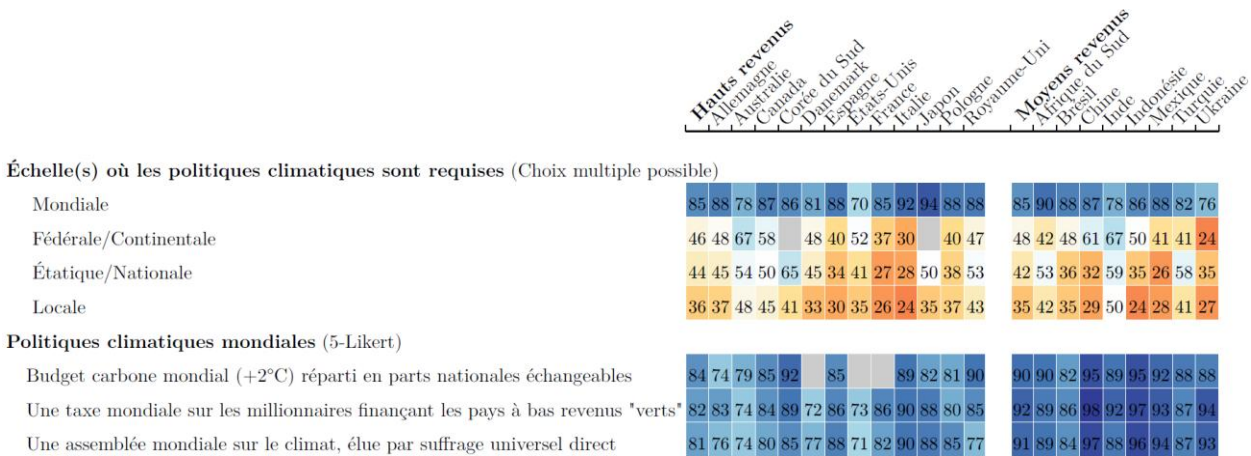 Hauts revenus
Allemagne
Australie
Canada
Corée du Sud
Danemark
Espagne
États-Unis
France
Italie
Japon
Pologne
Royaume-Uni
Moyens revenus
Afrique du Sud
Brésil
Chine
Inde
Indonésie
Mexique
Turquie
Ukraine
Échelle(s) où les politiques climatiques sont requises (Choix multiple possible)
Mondiale 85 88 78 87 86 81 88 70 85 92 94 88 88 85 90 88 87 78 86 88 82 76
Fédérale/Continentale 46 48 67 58 48 40 52 37 30 40 47 48 42 48 61 67 50 41 41 24
Étatique/Nationale 44 45 54 50 65 45 34 41 27 28 50 38 53 42 53 36 32 59 35 26 58 35
Locale 36 37 48 45 41 33 30 35 26 24 35 37 43 35 42 35 29 50 24 28 41 27
Politiques climatiques mondiales (5-Likert)
Budget carbone mondial (+2°C) réparti en parts nationales échangeables 84 74 79 85 92 85 89 82 81 90 90 90 82 95 89 95 92 88 88
Une taxe mondiale sur les millionnaires finançant les pays à bas revenus "verts" 82 83 74 84 89 72 86 73 86 90 88 80 85 92 89 86 98 92 97 93 87 94
Une assemblée mondiale sur le climat, élue par suffrage universel direct 81 76 74 80 85 77 88 71 82 90 88 85 77 91 89 84 97 88 96 94 87 93